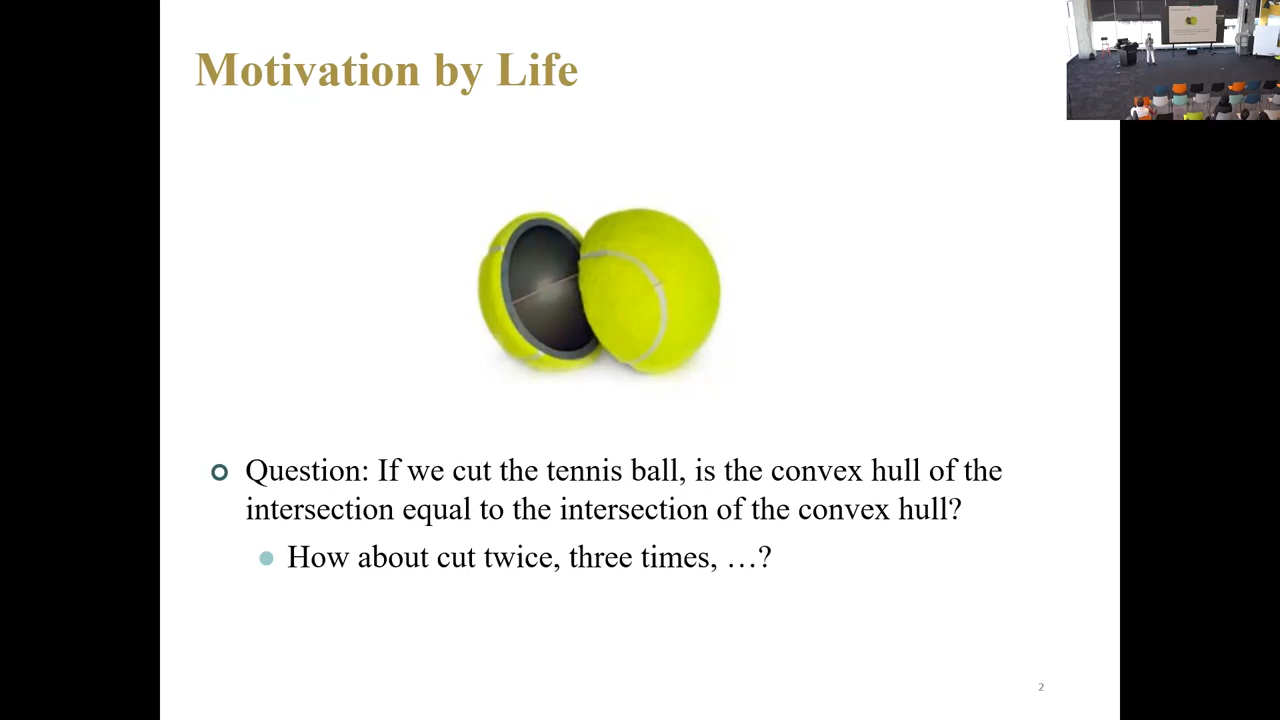 Motivation by Life
Question: If we cut the tennis ball, is the convex hull of the
intersection equal to the intersection of the convex hull?
How about cut twice, three times, …?
2